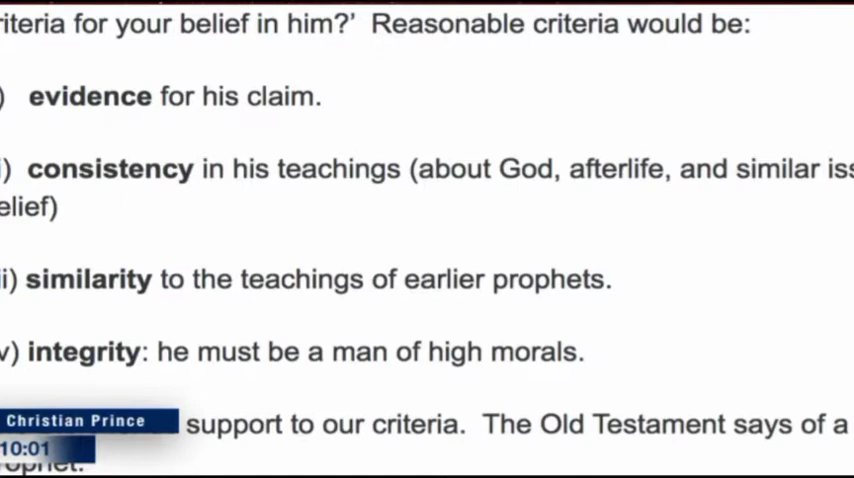 riteria for your belief in him?' Reasonable criteria would be:
) evidence for his claim.
i) consistency in his teachings (about God, afterlife, and similar iss
elief)
ii) similarity to the teachings of earlier prophets.
v) integrity: he must be a man of high morals.
support to our criteria. The Old Testament says of a
Christian Prince
10:01
rophet: